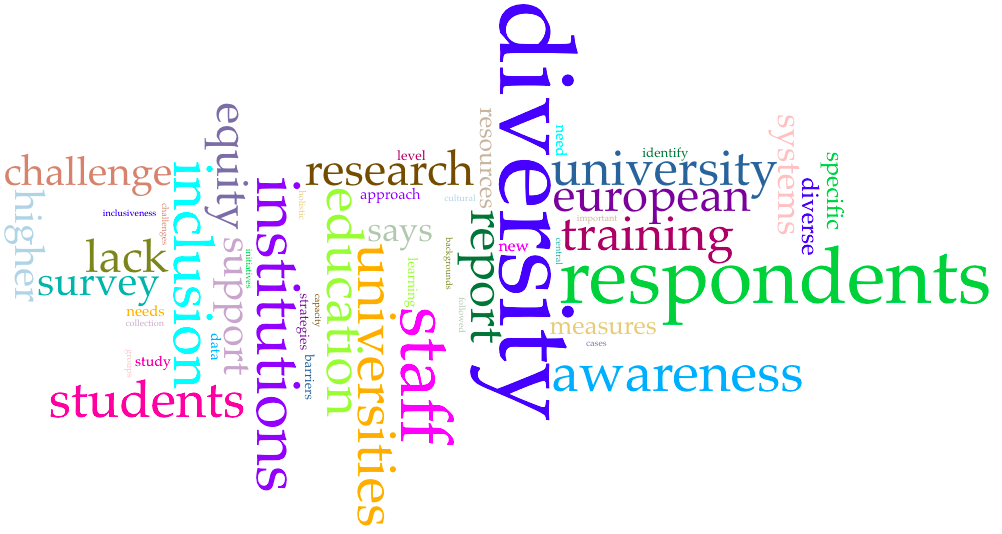 diversity
equity
resources
systems
need
level
identify
research
university
challenge
specific
inclusion
institutions
diverse
education
approach
european
cultural
higher
holistic
inclusiveness
challenges
important
report
training
says
support
lack
new
central
universities
backgrounds
initiatives
respondents
learning
survey
strategies
capacity
followed
staff
needs
collection
measures
data
cases
groups
study
barriers
awareness
students